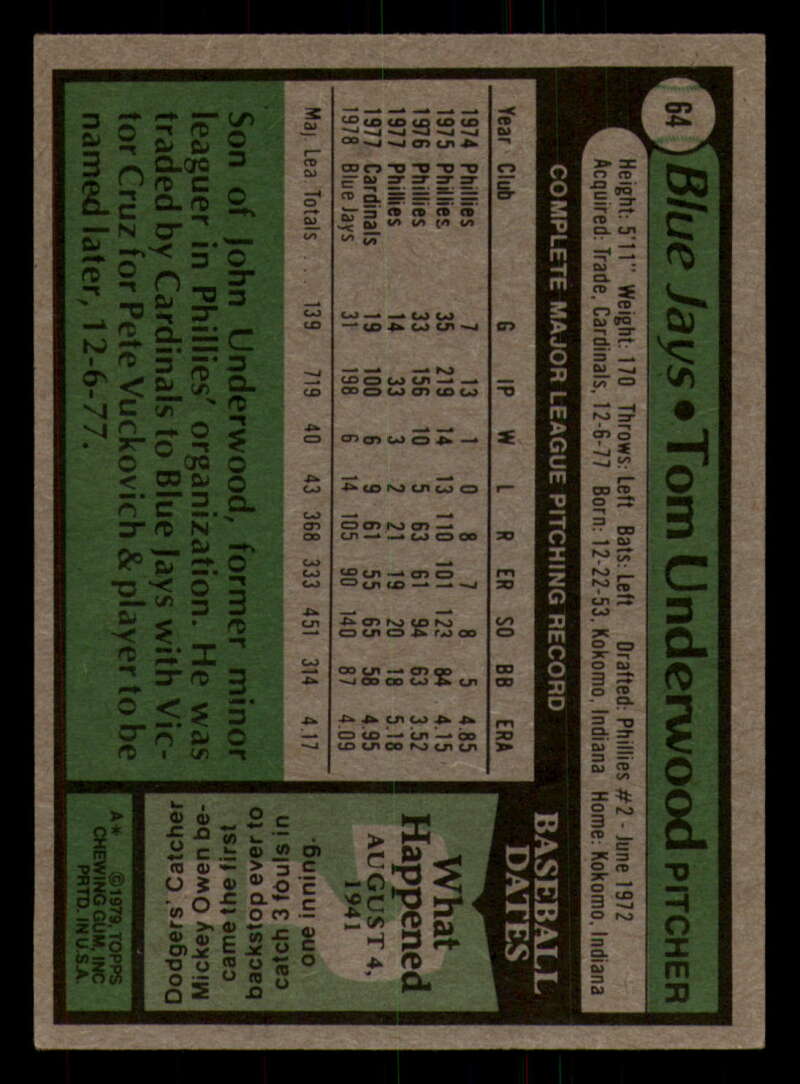 64
Blue Jays • Tom Underwood PITCHER
Height: 5'11" Weight: 170 Throws: Left Bats: Left Drafted: Phillies #2 - June 1972
Acquired: Trade, Cardinals, 12-6-77 Born: 12-22-53, Kokomo, Indiana Home: Kokomo, Indiana
COMPLETE MAJOR LEAGUE PITCHING RECORD
Year Club G IP W L R ER SO BB ERA
1974 Phillies 7 13 1 0 8 7 8 5 4.85
1975 Phillies 35 219 14 13 110 101 123 84 4.15
1976 Phillies 33 156 10 5 63 61 94 63 3.52
1977 Phillies 14 33 3 2 21 19 20 18 5.18
1977 Cardinals 19 100 6 9 61 55 65 58 4.95
1978 Blue Jays 31 198 6 14 105 90 140 87 4.09
Maj. Lea Totals . . . 139 719 40 43 368 333 451 314 4.17
Son of John Underwood, former minor
leaguer in Phillies' organization. He was
traded by Cardinals to Blue Jays with Vic-
tor Cruz for Pete Vuckovich & player to be
named later, 12-6-77.
BASEBALL
DATES
What
Happened
AUGUST 4,
1941
Dodgers' Catcher
Mickey Owen be-
came the first
backstop ever to
catch 3 fouls in
one inning.
A* ©1979, TOPPS
CHEWING GUM, INC
PRTD. IN U.S.A.